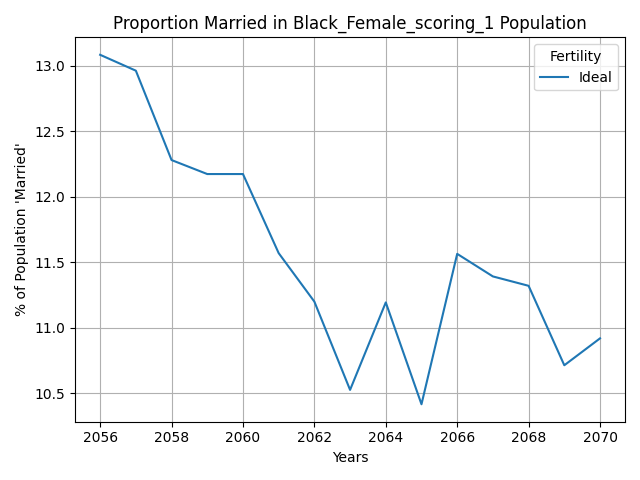 Proportion Married in Black_Female_scoring_1 Population
Fertility
Ideal
% of Population 'Married'
13.0
12.5
12.0
11.5
11.0
10.5
2056 2058 2060 2062 2064 2066 2068 2070
Years